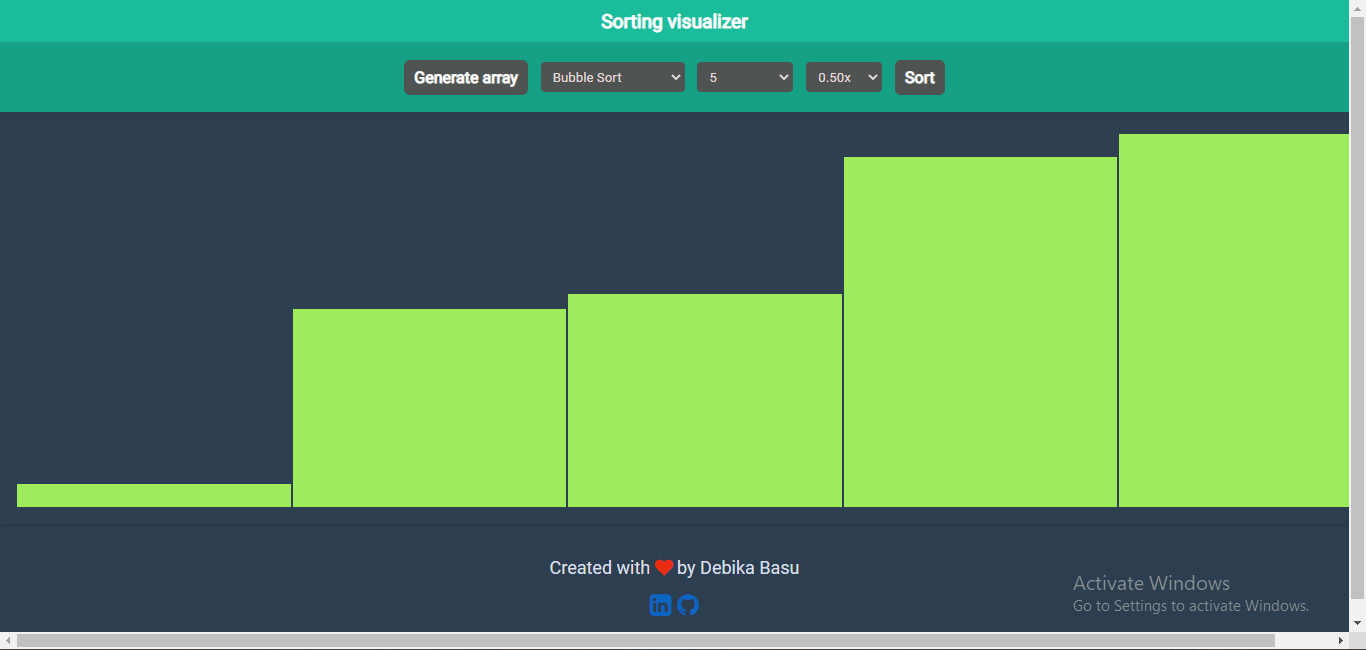 Sorting visualizer
Generate array Bubble Sort 5 0.50x Sort
Created with ❤ by Debika Basu
in
Activate Windows
Go to Settings to activate Windows.